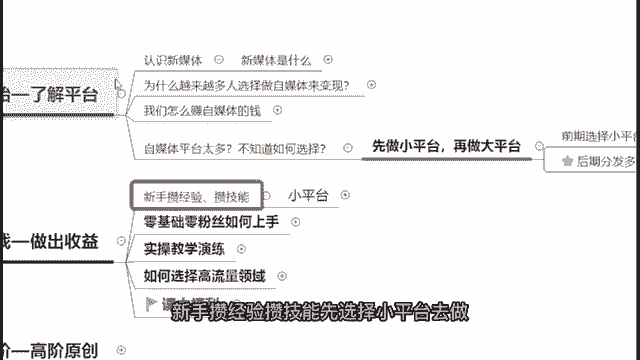 认识新媒体
新媒体是什么
为什么越来越多人选择做自媒体来变现?
台—了解平台
我们怎么赚自媒体的钱
自媒体平台太多?不知道如何选择?
先做小平台,再做大平台
前期选择小平台
后期分发多
新手攒经验、攒技能
小平台
零基础零粉丝如何上手
戋—做出收益
实操教学演练
如何选择高流量领域
新手攒经验攒技能先选择小平台去做
阶—高阶原创